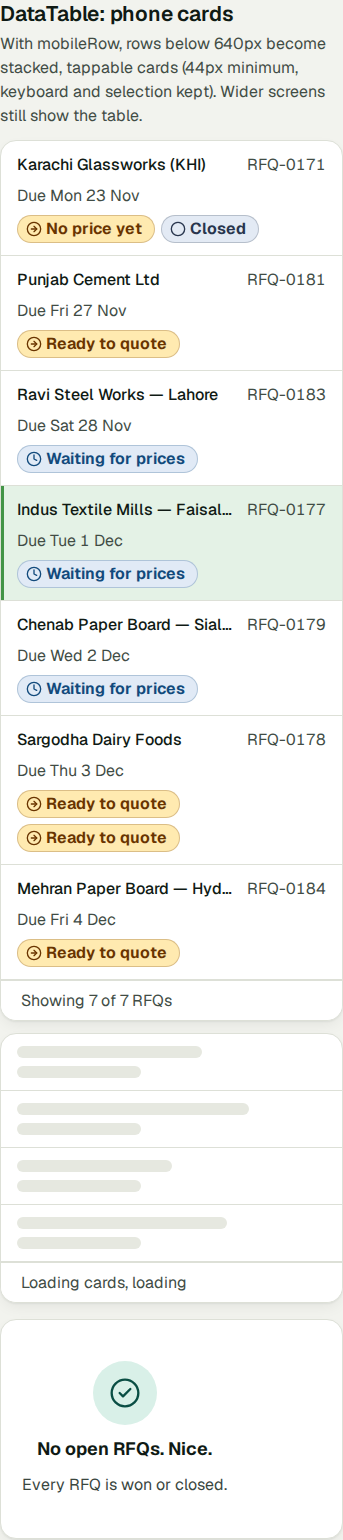 DataTable: phone cards
With mobileRow, rows below 640px become
stacked, tappable cards (44px minimum,
keyboard and selection kept). Wider screens
still show the table.
Karachi Glassworks (KHI) RFQ-0171
Due Mon 23 Nov
No price yet Closed
Punjab Cement Ltd RFQ-0181
Due Fri 27 Nov
Ready to quote
Ravi Steel Works — Lahore RFQ-0183
Due Sat 28 Nov
Waiting for prices
Indus Textile Mills — Faisal... RFQ-0177
Due Tue 1 Dec
Waiting for prices
Chenab Paper Board — Sial... RFQ-0179
Due Wed 2 Dec
Waiting for prices
Sargodha Dairy Foods RFQ-0178
Due Thu 3 Dec
Ready to quote
Ready to quote
Mehran Paper Board — Hyd... RFQ-0184
Due Fri 4 Dec
Ready to quote
Showing 7 of 7 RFQs
Loading cards, loading
No open RFQs. Nice.
Every RFQ is won or closed.